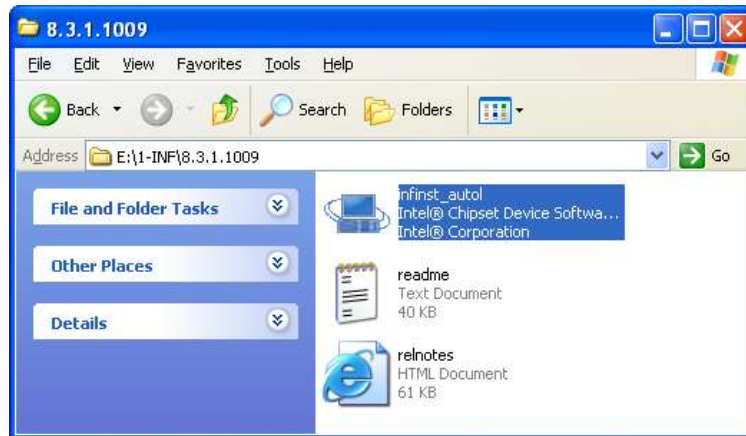 8.3.1.1009
File Edit View Favorites Tools Help
Back Search Folders
Address E:\1-INF\8.3.1.1009 Go
File and Folder Tasks
Other Places
Details
infinst_autol
Intel® Chipset Device Softwa...
Intel® Corporation
readme
Text Document
40 KB
relnotes
HTML Document
61 KB